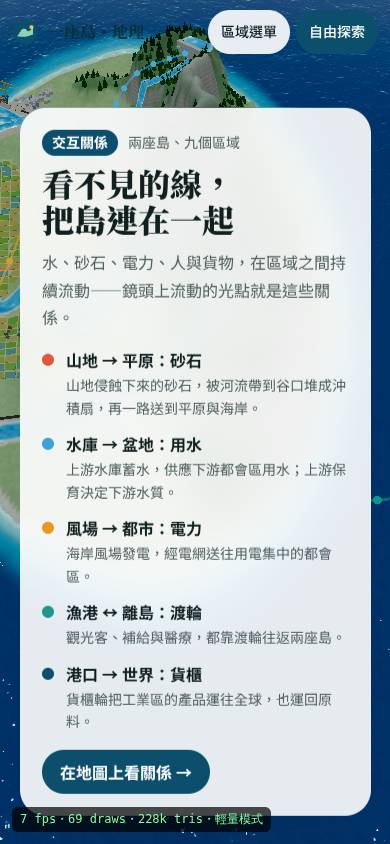 一座島・地理
區域選單
自由探索
交互關係 兩座島、九個區域
看不見的線，
把島連在一起
水、砂石、電力、人與貨物，在區域之間持
續流動——鏡頭上流動的光點就是這些關
係。
山地 → 平原：砂石
山地侵蝕下來的砂石，被河流帶到谷口堆成沖
積扇，再一路送到平原與海岸。
水庫 → 盆地：用水
上游水庫蓄水，供應下游都會區用水；上游保
育決定下游水質。
風場 → 都市：電力
海岸風場發電，經電網送往用電集中的都會
區。
漁港 ↔ 離島：渡輪
觀光客、補給與醫療，都靠渡輪往返兩座島。
港口 → 世界：貨櫃
貨櫃輪把工業區的產品運往全球，也運回原
料。
在地圖上看關係 →
7 fps · 69 draws · 228k tris · 輕量模式